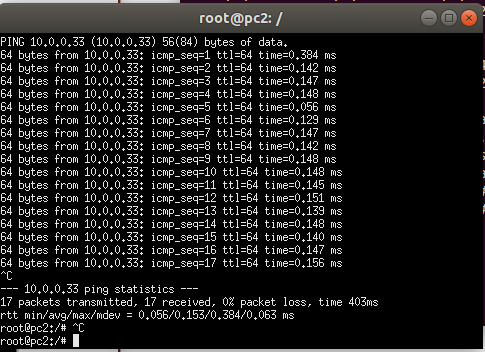 root@pc2: /
PING 10.0.0.33 (10.0.0.33) 56(84) bytes of data.
64 bytes from 10.0.0.33: icmp_seq=1 ttl=64 time=0.384 ms
64 bytes from 10.0.0.33: icmp_seq=2 ttl=64 time=0.142 ms
64 bytes from 10.0.0.33: icmp_seq=3 ttl=64 time=0.147 ms
64 bytes from 10.0.0.33: icmp_seq=4 ttl=64 time=0.148 ms
64 bytes from 10.0.0.33: icmp_seq=5 ttl=64 time=0.056 ms
64 bytes from 10.0.0.33: icmp_seq=6 ttl=64 time=0.129 ms
64 bytes from 10.0.0.33: icmp_seq=7 ttl=64 time=0.147 ms
64 bytes from 10.0.0.33: icmp_seq=8 ttl=64 time=0.142 ms
64 bytes from 10.0.0.33: icmp_seq=9 ttl=64 time=0.148 ms
64 bytes from 10.0.0.33: icmp_seq=10 ttl=64 time=0.148 ms
64 bytes from 10.0.0.33: icmp_seq=11 ttl=64 time=0.145 ms
64 bytes from 10.0.0.33: icmp_seq=12 ttl=64 time=0.151 ms
64 bytes from 10.0.0.33: icmp_seq=13 ttl=64 time=0.139 ms
64 bytes from 10.0.0.33: icmp_seq=14 ttl=64 time=0.148 ms
64 bytes from 10.0.0.33: icmp_seq=15 ttl=64 time=0.140 ms
64 bytes from 10.0.0.33: icmp_seq=16 ttl=64 time=0.147 ms
64 bytes from 10.0.0.33: icmp_seq=17 ttl=64 time=0.156 ms
^C
--- 10.0.0.33 ping statistics ---
17 packets transmitted, 17 received, 0% packet loss, time 403ms
rtt min/avg/max/mdev = 0.056/0.153/0.384/0.063 ms
root@pc2:/# ^C
root@pc2:/#